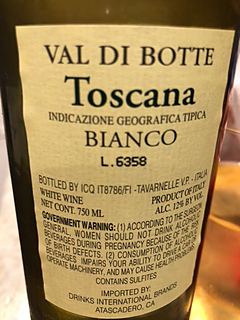 VAL DI BOTTE
Toscana
INDICAZIONE GEOGRAFICA TIPICA
BIANCO
L.6358
BOTTLED BY ICQ IT8786/FI -TAVARNELLE V.P. - ITALIA
WHITE WINE PRODUCT OF ITALY
NET CONT. 750 ML ALC. 12% BY VOL.
GOVERNMENT WARNING: (1) ACCORDING TO THE SURGEON
GENERAL, WOMEN SHOULD NOT DRINK ALCOHOLIC
BEVERAGES DURING PREGNANCY BECAUSE OF THE RISK
OF BIRTH DEFECTS. (2) CONSUMPTION OF ALCOHOLIC
BEVERAGES IMPAIRS YOUR ABILITY TO DRIVE A CAR OR
OPERATE MACHINERY, AND MAY CAUSE HEALTH PROBLEMS.
CONTAINS SULFITES
IMPORTED BY:
DRINKS INTERNATIONAL BRANDS
ATASCADERO, CA